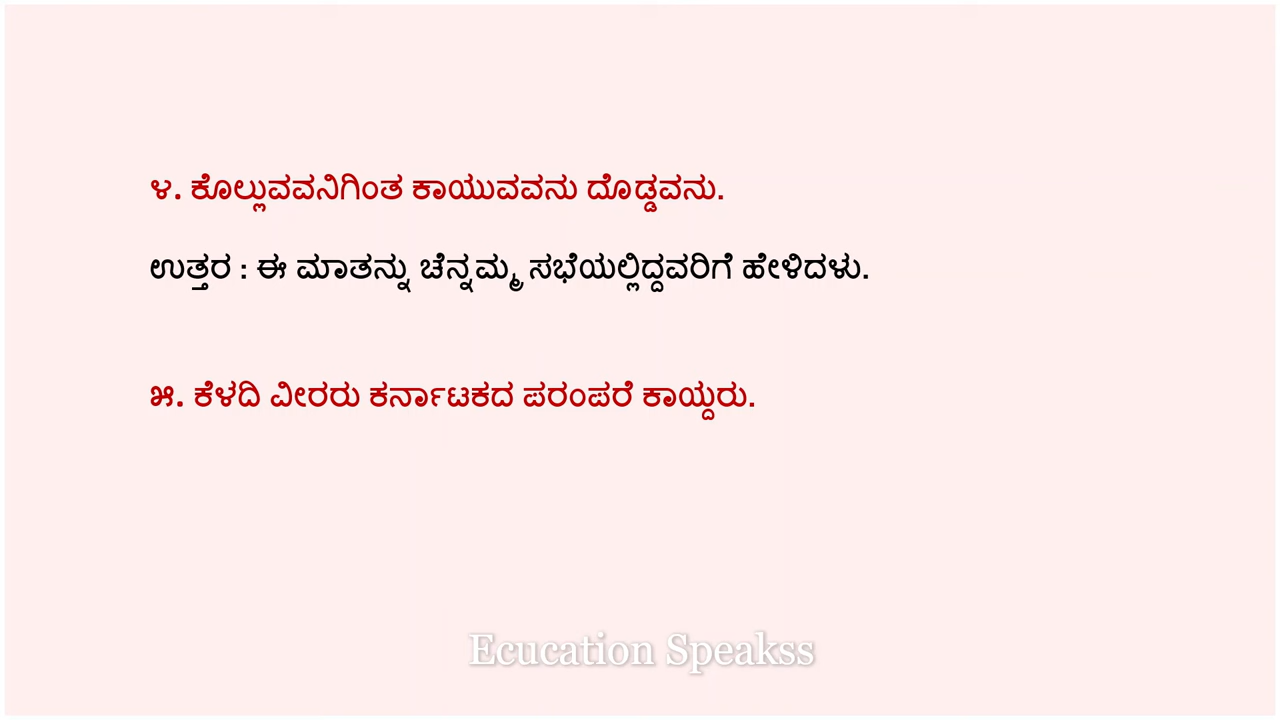 ೪. ಕೊಲ್ಲುವವನಿಗಿಂತ ಕಾಯುವವನು ದೊಡ್ಡವನು.
ಉತ್ತರ : ಈ ಮಾತನ್ನು ಚೆನ್ನಮ್ಮ ಸಭೆಯಲ್ಲಿದ್ದವರಿಗೆ ಹೇಳಿದಳು.
೫. ಕೆಳದಿ ವೀರರು ಕರ್ನಾಟಕದ ಪರಂಪರೆ ಕಾಯ್ದರು.
Ecucation Speakss